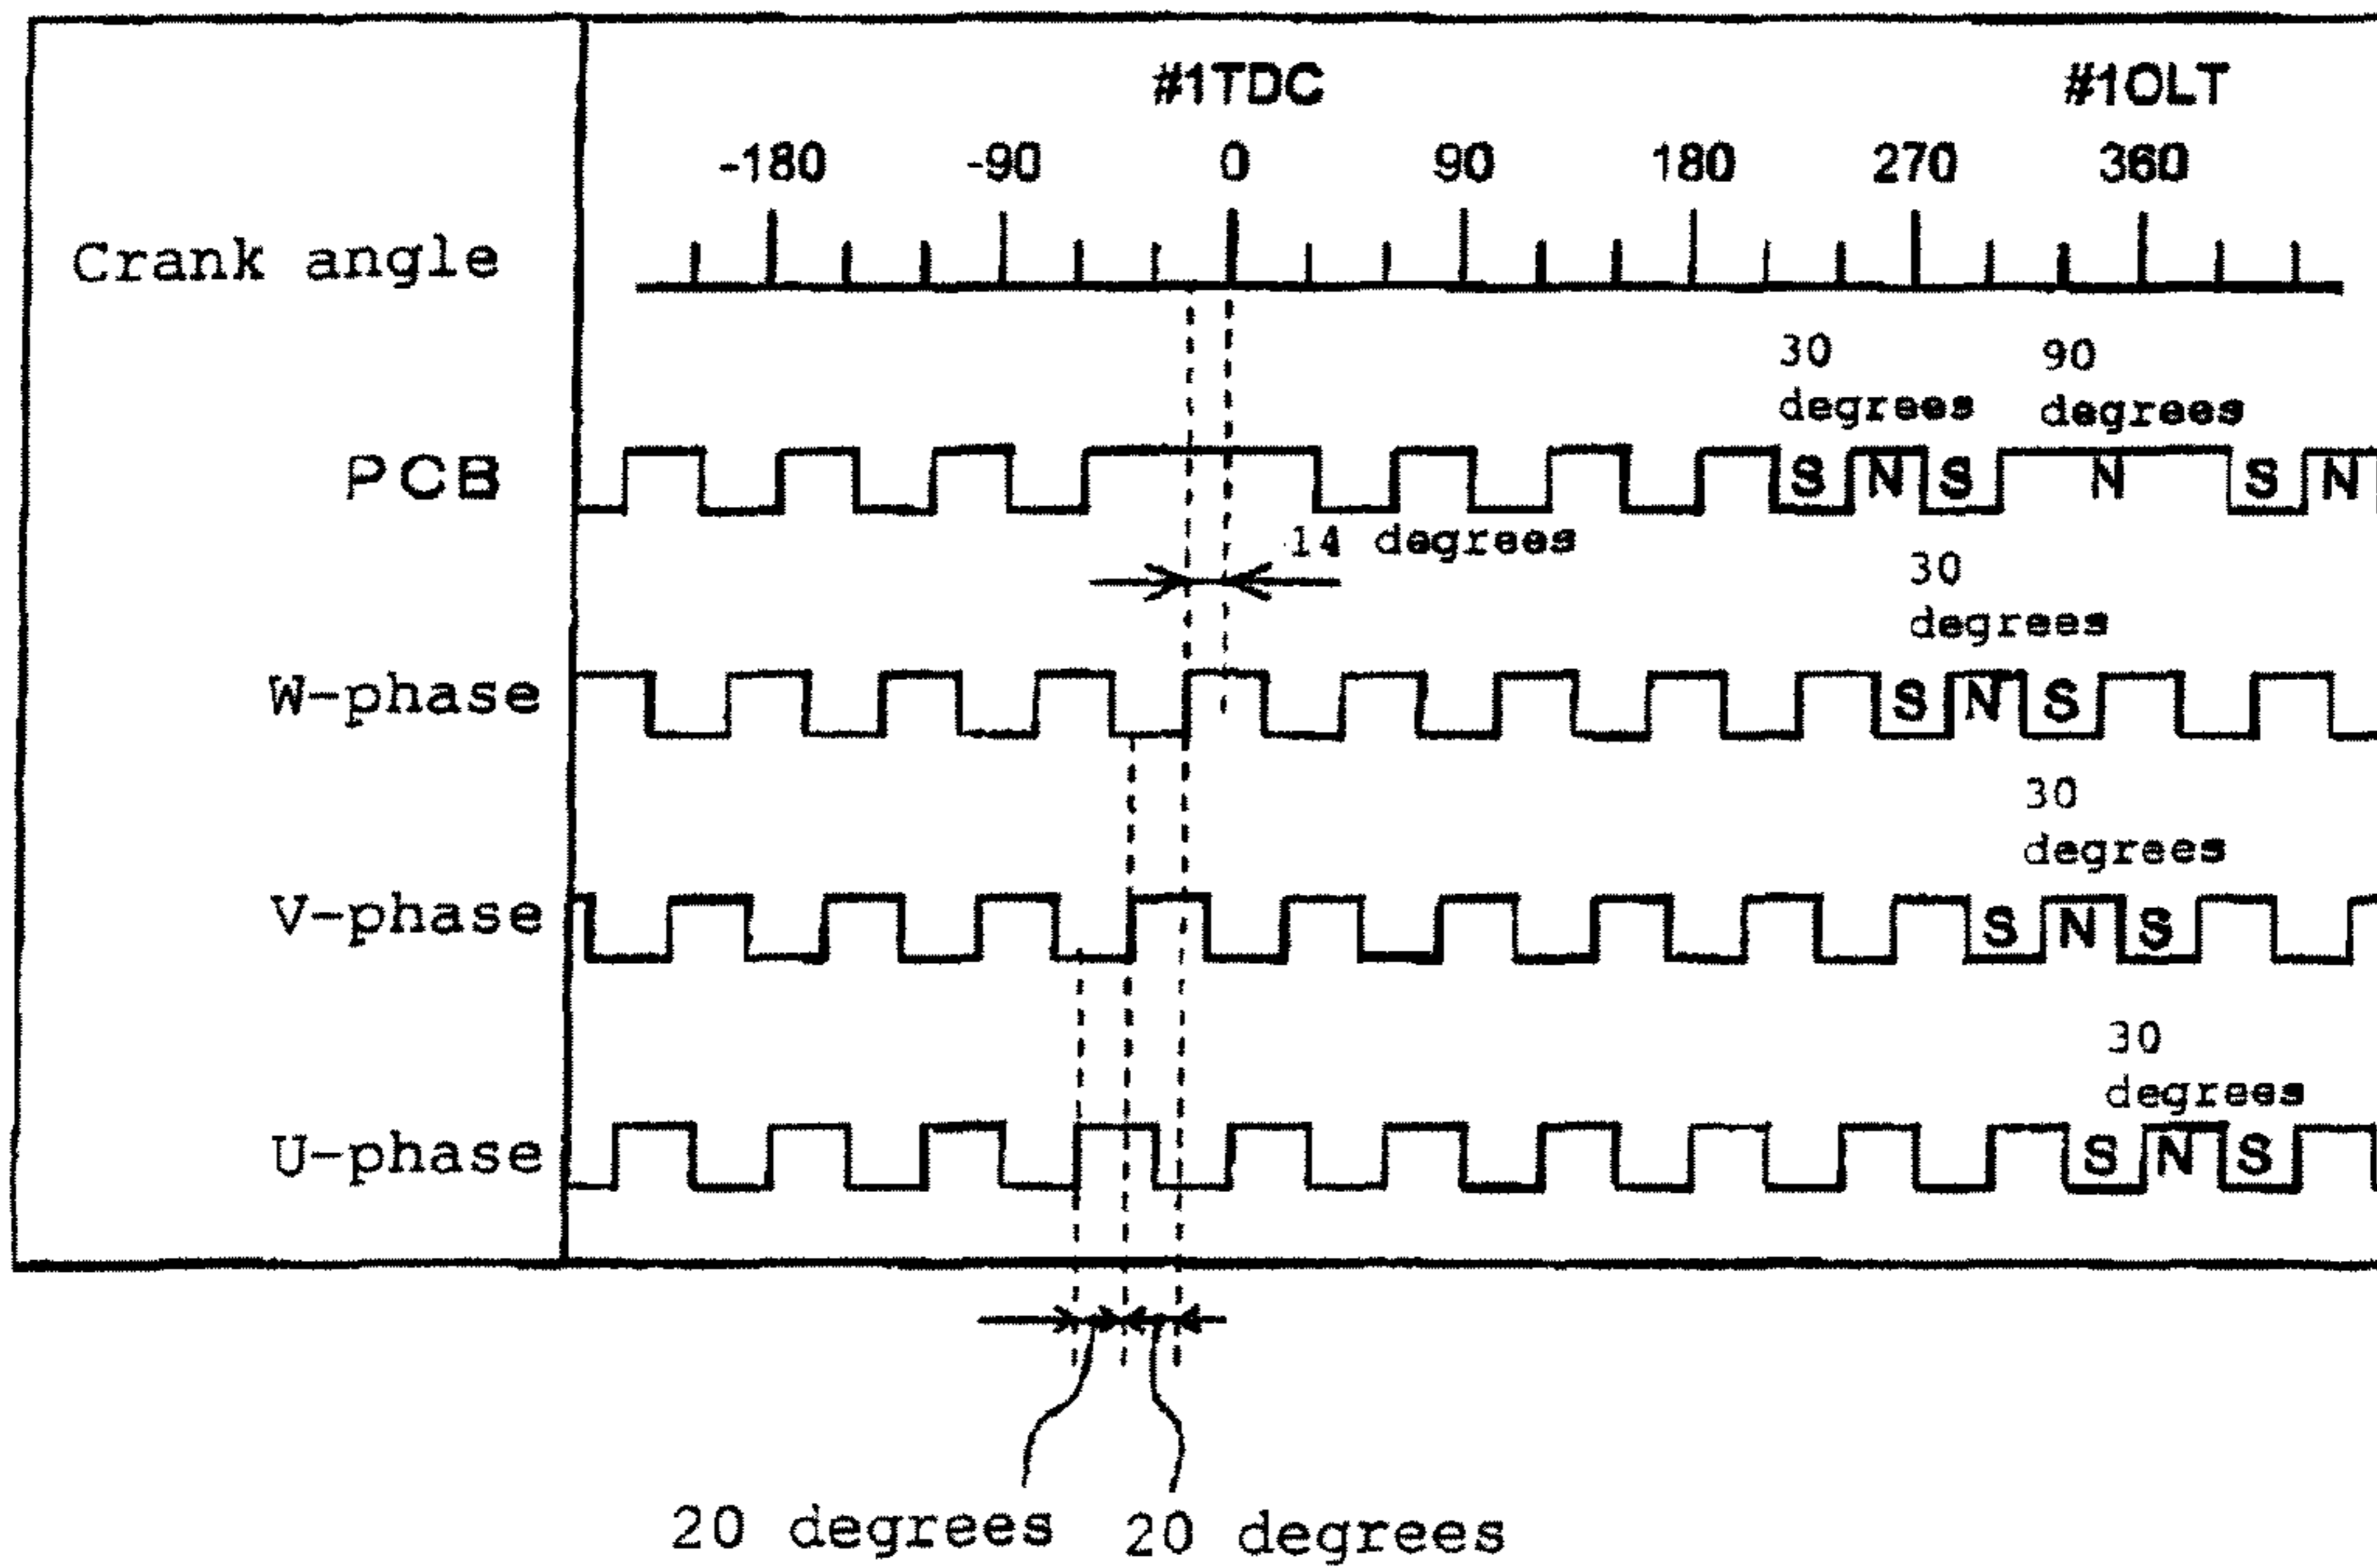 #1TDC #1OLT
-180 -90 0 90 180 270 360
Crank angle
30 90
degrees degrees
PCB S N S N S N
14 degrees
30
degrees
W-phase S N S
30
degrees
V-phase S N S
30
degrees
U-phase S N S
20 degrees 20 degrees